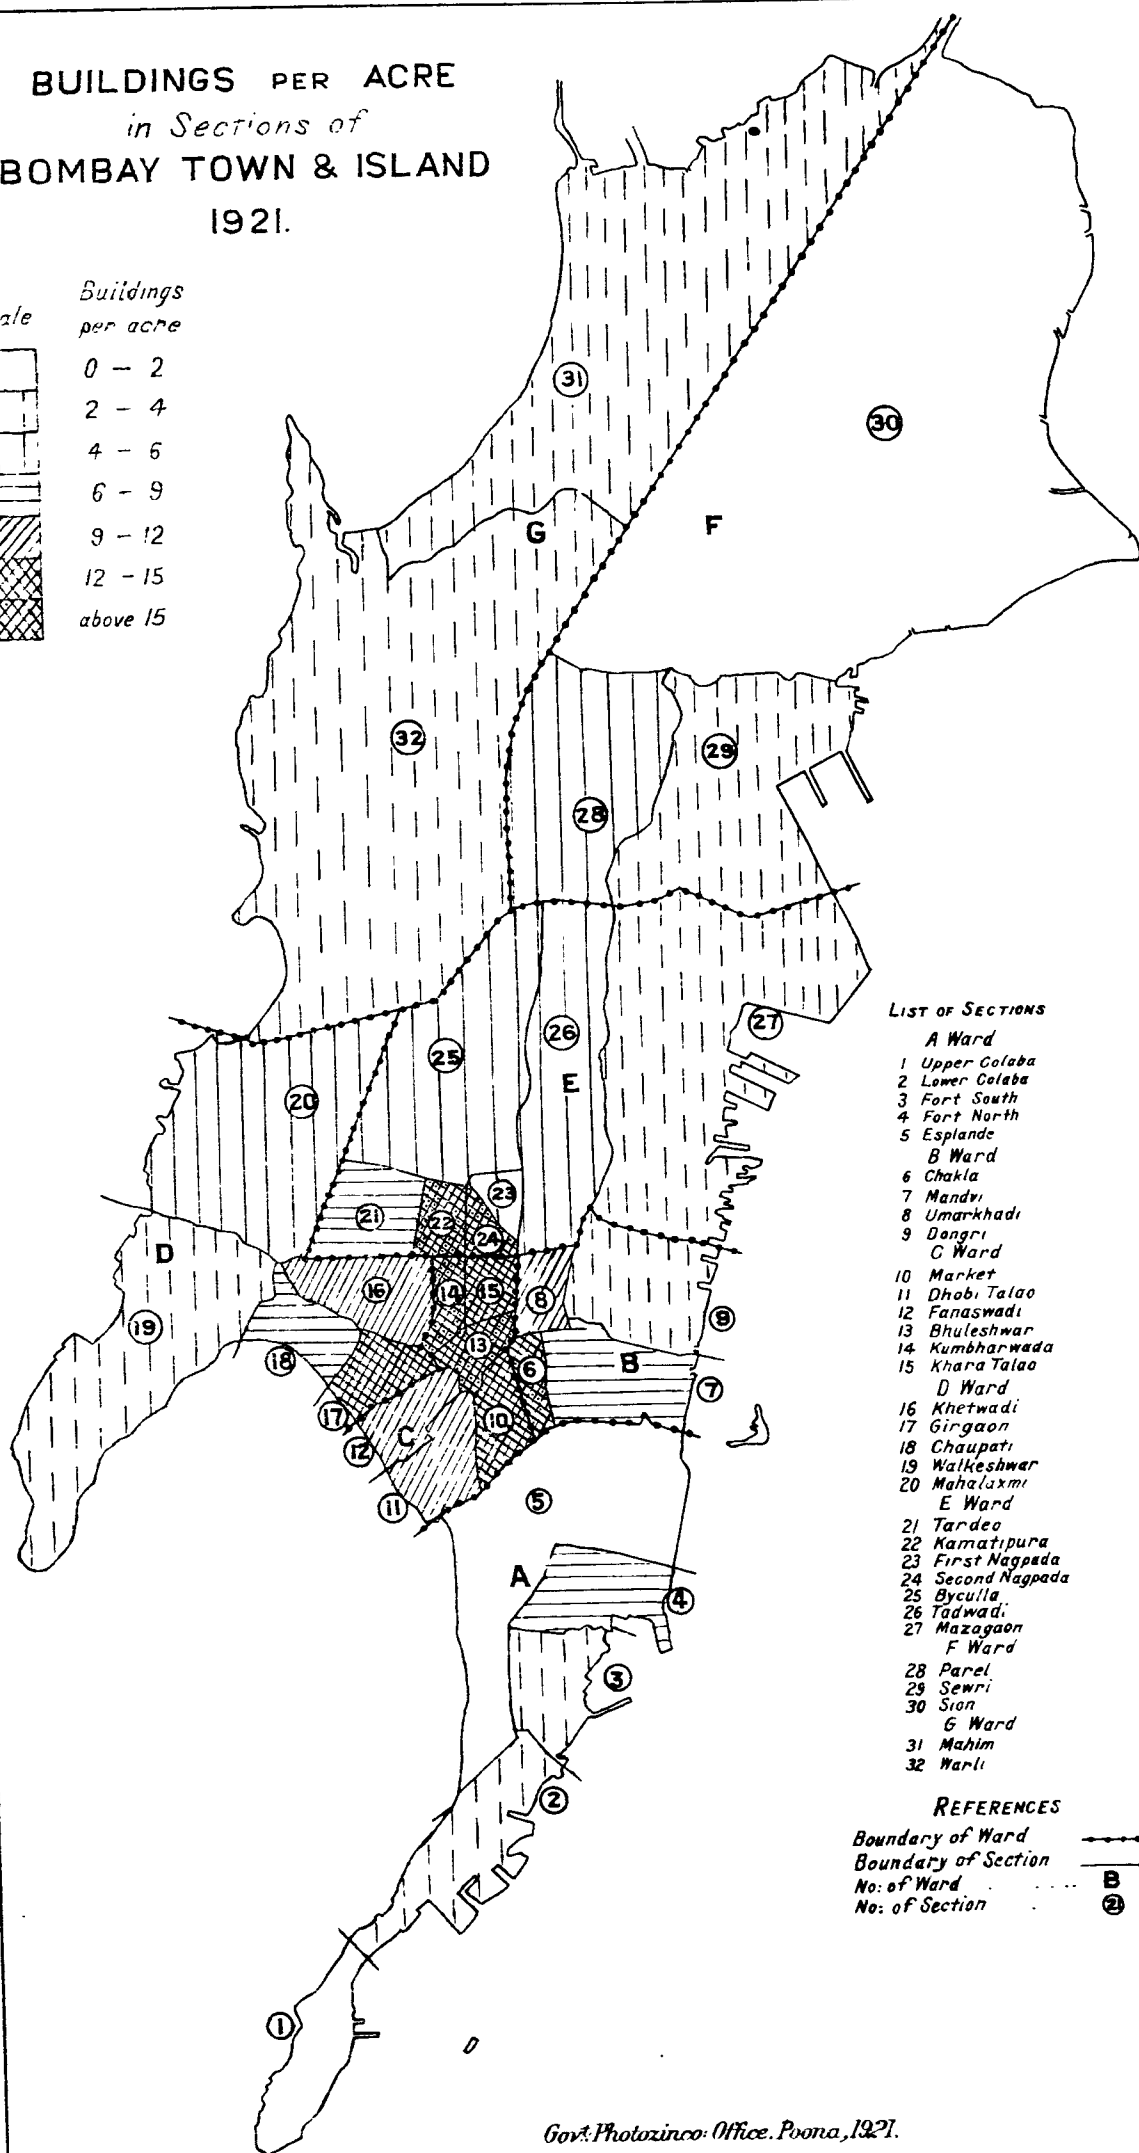 BUILDINGS PER ACRE
in Sections of
BOMBAY TOWN & ISLAND
1921.
Buildings
per acre
0 - 2
2 - 4
4 - 6
6 - 9
9 - 12
12 - 15
above 15
31
30
G
F
32
29
28
27
26
25
E
20
23
21
22
24
D
16
14
15
8
9
19
13
18
6
B
7
17
10
12
C
11
5
A
4
3
2
1
LIST OF SECTIONS
A Ward
1 Upper Colaba
2 Lower Colaba
3 Fort South
4 Fort North
5 Esplande
B Ward
6 Chakla
7 Mandvi
8 Umarkhadi
9 Dongri
C Ward
10 Market
11 Dhobi Talao
12 Fanaswadi
13 Bhuleshwar
14 Kumbharwada
15 Khara Talao
D Ward
16 Khetwadi
17 Girgaon
18 Chaupati
19 Walkeshwar
20 Mahaluxmi
E Ward
21 Tardeo
22 Kamatipura
23 First Nagpada
24 Second Nagpada
25 Byculla
26 Tadwadi
27 Mazagaon
F Ward
28 Parel
29 Sewri
30 Sion
G Ward
31 Mahim
32 Warli
REFERENCES
Boundary of Ward
Boundary of Section
No: of Ward . .... B
No: of Section . 21
Govt: Photozinco: Office. Poona, 1921.